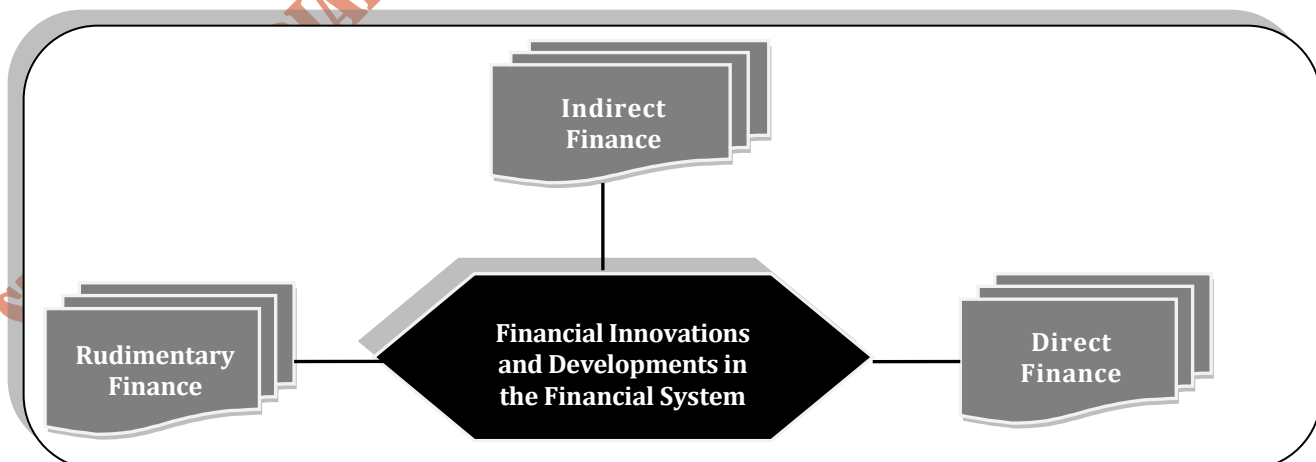 Indirect
Finance
Rudimentary
Finance
Financial Innovations
and Developments in
the Financial System
Direct
Finance